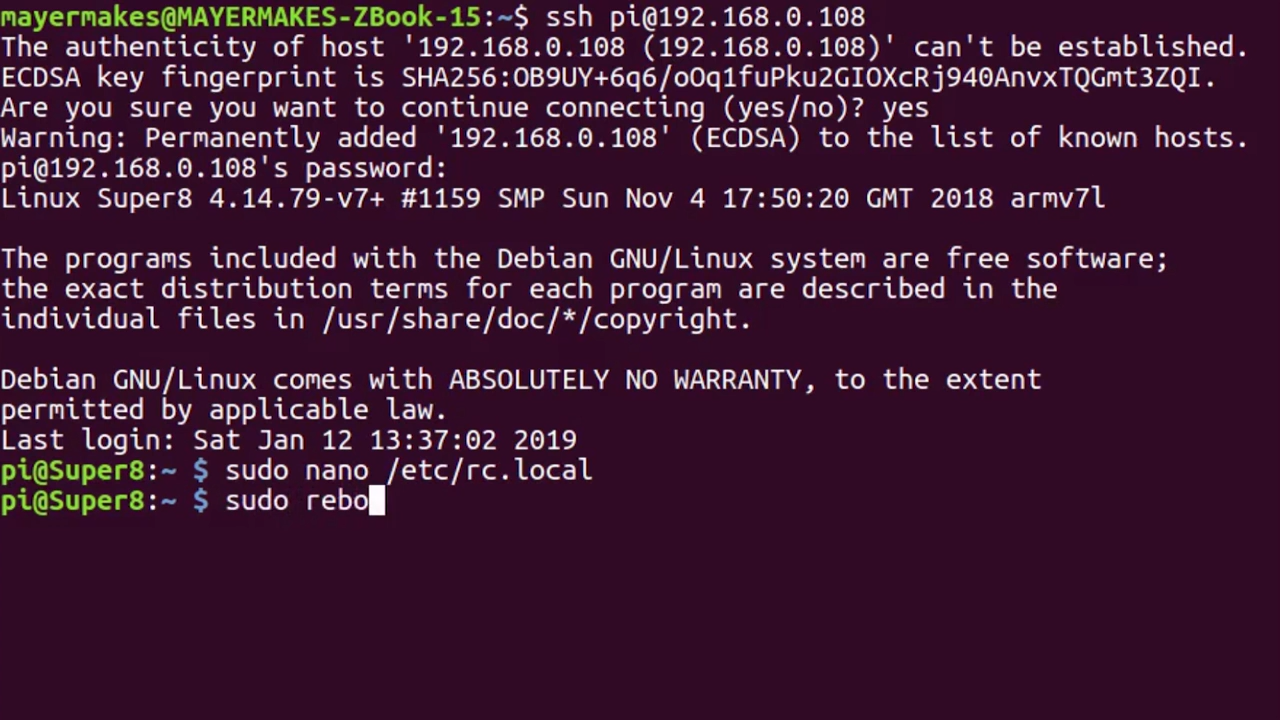 mayermakes@MAYERMAKES-ZBook-15:~$ ssh pi@192.168.0.108
The authenticity of host '192.168.0.108 (192.168.0.108)' can't be established.
ECDSA key fingerprint is SHA256:OB9UY+6q6/oOq1fuPku2GIOXcRj940AnvxTQGmt3ZQI.
Are you sure you want to continue connecting (yes/no)? yes
Warning: Permanently added '192.168.0.108' (ECDSA) to the list of known hosts.
pi@192.168.0.108's password:
Linux Super8 4.14.79-v7+ #1159 SMP Sun Nov 4 17:50:20 GMT 2018 armv7l

The programs included with the Debian GNU/Linux system are free software;
the exact distribution terms for each program are described in the
individual files in /usr/share/doc/*/copyright.

Debian GNU/Linux comes with ABSOLUTELY NO WARRANTY, to the extent
permitted by applicable law.
Last login: Sat Jan 12 13:37:02 2019
pi@Super8:~ $ sudo nano /etc/rc.local
pi@Super8:~ $ sudo rebo